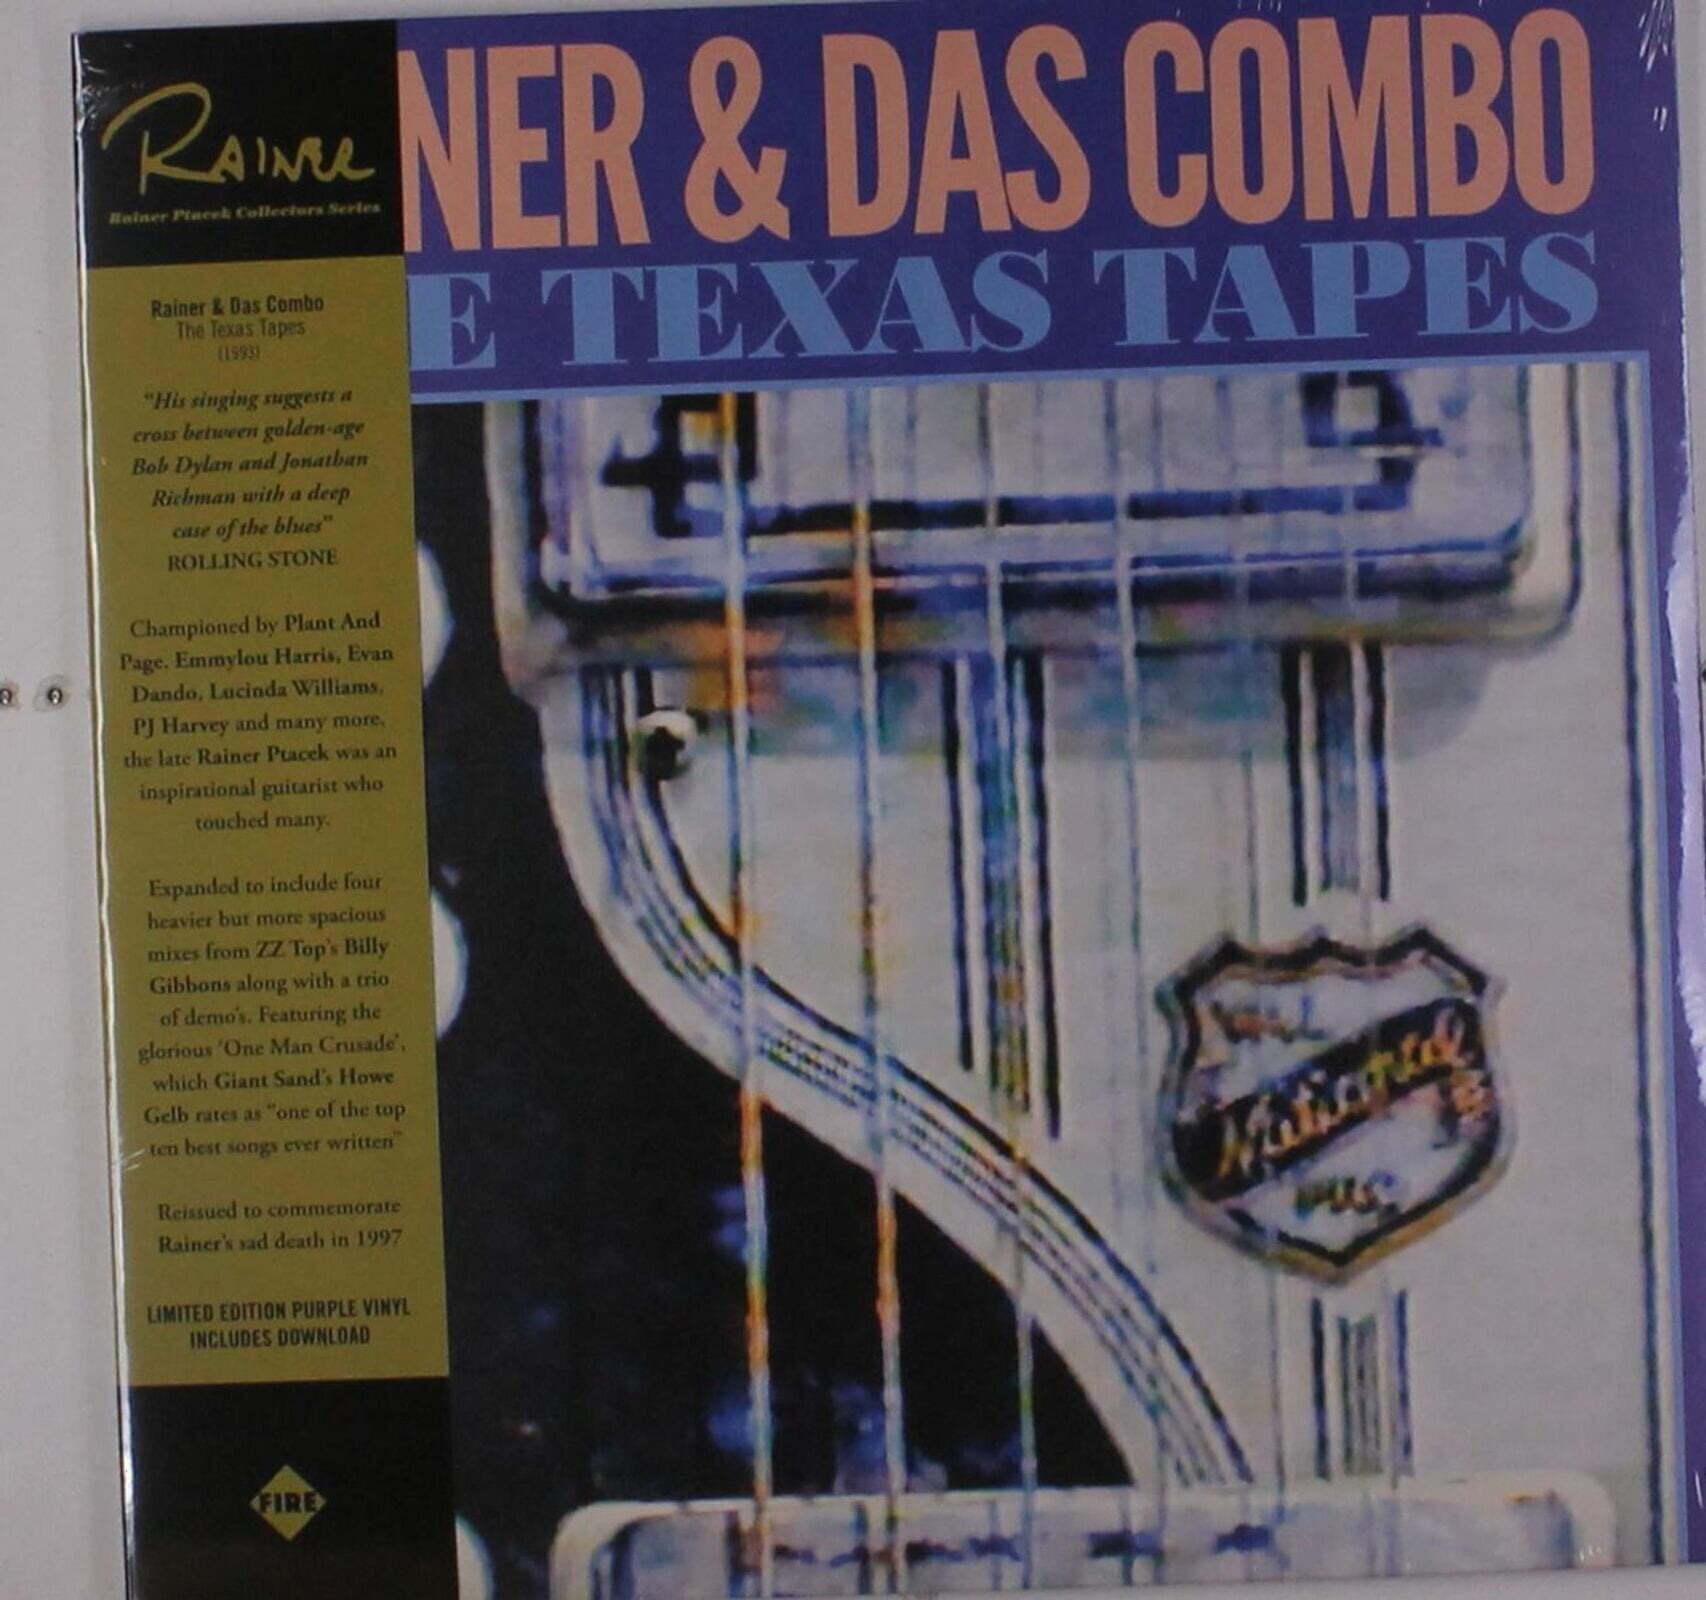 RAINER
Rainer Ptacek Collectors Series
NER & DAS COMBO
E TEXAS TAPES
Rainer & Das Combo
The Texas Tapes
(1993)
“His singing suggests a
cross between golden-age
Bob Dylan and Jonathan
Richman with a deep
case of the blues”
ROLLING STONE
Championed by Plant And
Page, Emmylou Harris, Evan
Dando, Lucinda Williams,
PJ Harvey and many more,
the late Rainer Ptacek was an
inspirational guitarist who
touched many.
Expanded to include four
heavier but more spacious
mixes from ZZ Top's Billy
Gibbons along with a trio
of demo's. Featuring the
glorious 'One Man Crusade',
which Giant Sand's Howe
Gelb rates as "one of the top
ten best songs ever written"
Reissued to commemorate
Rainer's sad death in 1997
LIMITED EDITION PURPLE VINYL
INCLUDES DOWNLOAD
FIRE
National